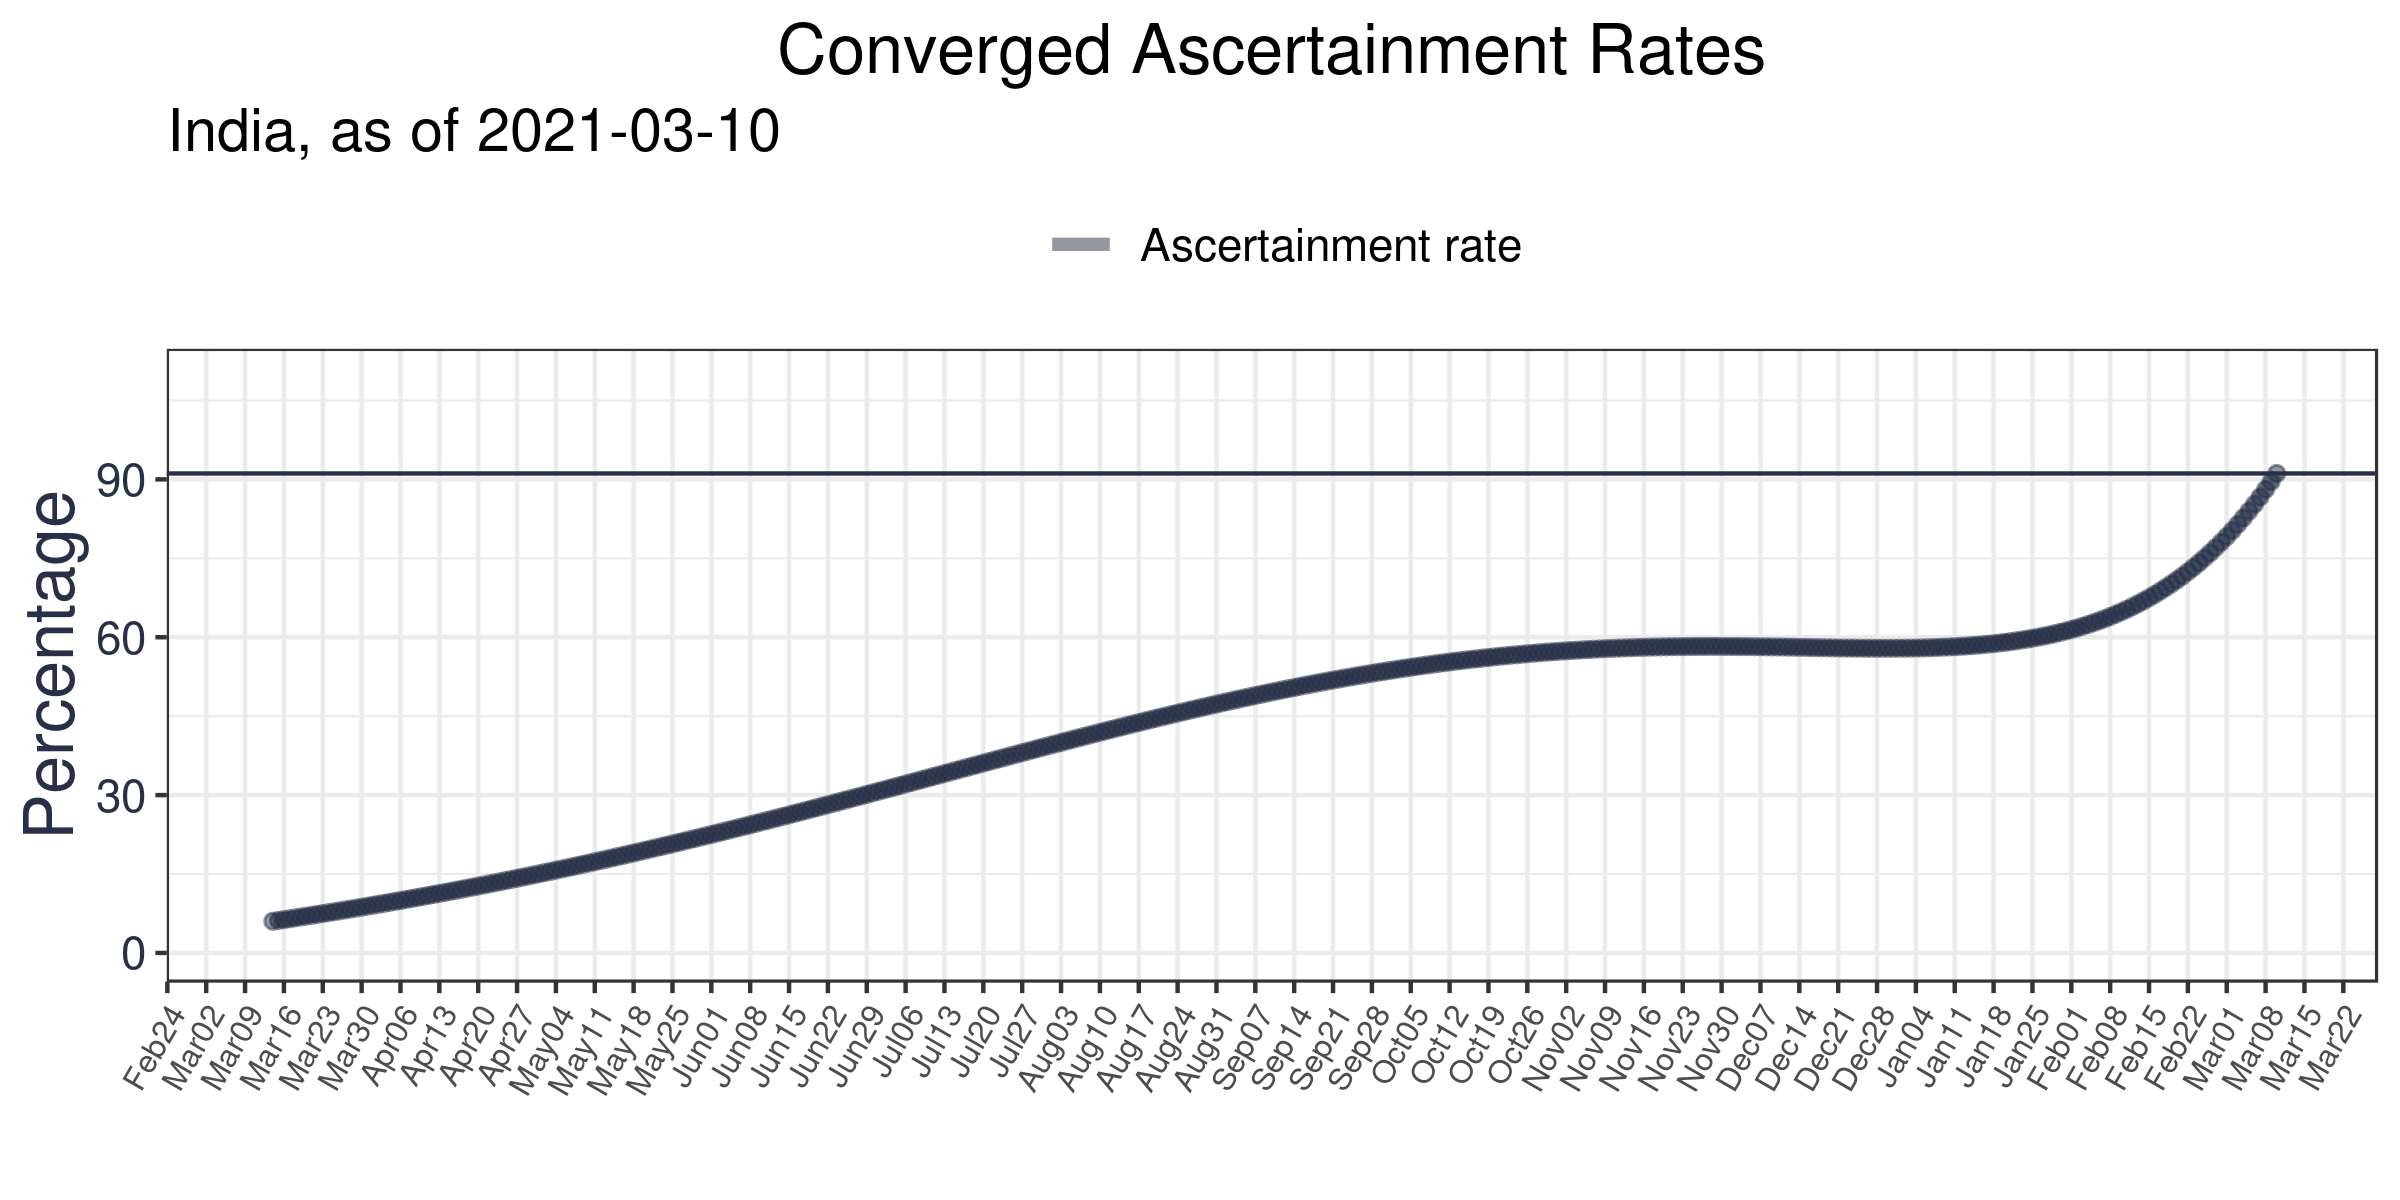 Converged Ascertainment Rates
India, as of 2021-03-10
Ascertainment rate
Percentage
90
60
30
0
Feb24
Mar02
Mar09
Mar16
Mar23
Mar30
Apr06
Apr13
Apr20
Apr27
May04
May11
May18
May25
Jun01
Jun08
Jun15
Jun22
Jun29
Jul06
Jul13
Jul20
Jul27
Aug03
Aug10
Aug17
Aug24
Aug31
Sep07
Sep14
Sep21
Sep28
Oct05
Oct12
Oct19
Oct26
Nov02
Nov09
Nov16
Nov23
Nov30
Dec07
Dec14
Dec21
Dec28
Jan04
Jan11
Jan18
Jan25
Feb01
Feb08
Feb15
Feb22
Mar01
Mar08
Mar15
Mar22